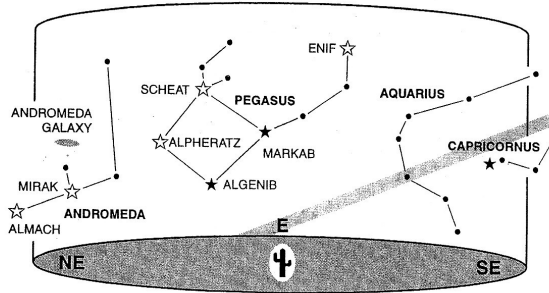 ENIF
SCHEAT
PEGASUS
AQUARIUS
ANDROMEDA
GALAXY
ALPHERATZ
MARKAB
CAPRICORNUS
MIRAK
ALGENIB
ANDROMEDA
ALMACH
E
NE
SE